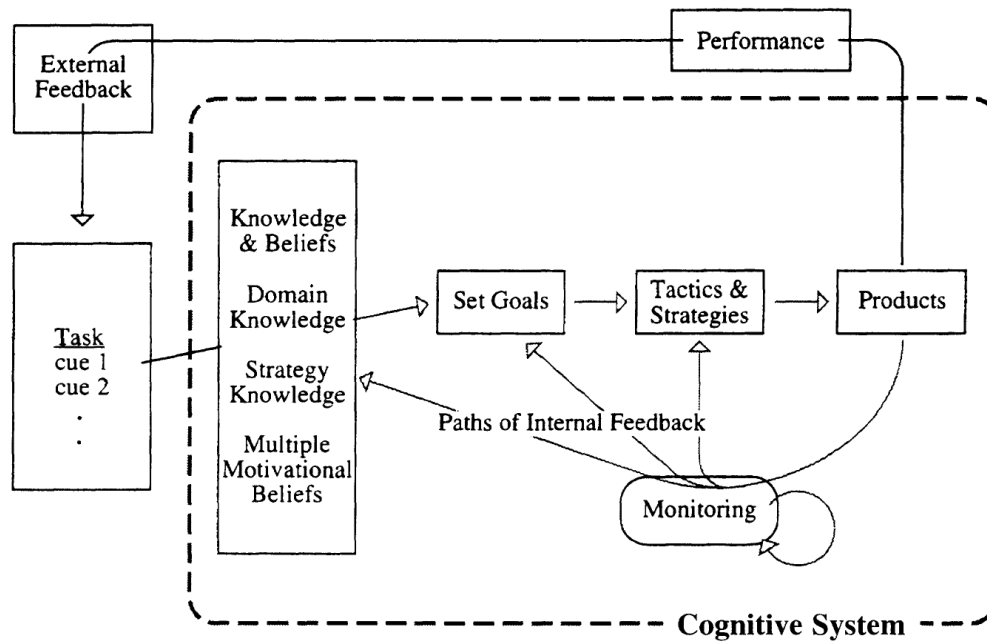 Performance
External
Feedback
Knowledge
& Beliefs
Domain
Knowledge
Strategy
Knowledge
Multiple
Motivational
Beliefs
Task
cue 1
cue 2
.
.
Set Goals
Tactics &
Strategies
Products
Paths of Internal Feedback
Monitoring
Cognitive System